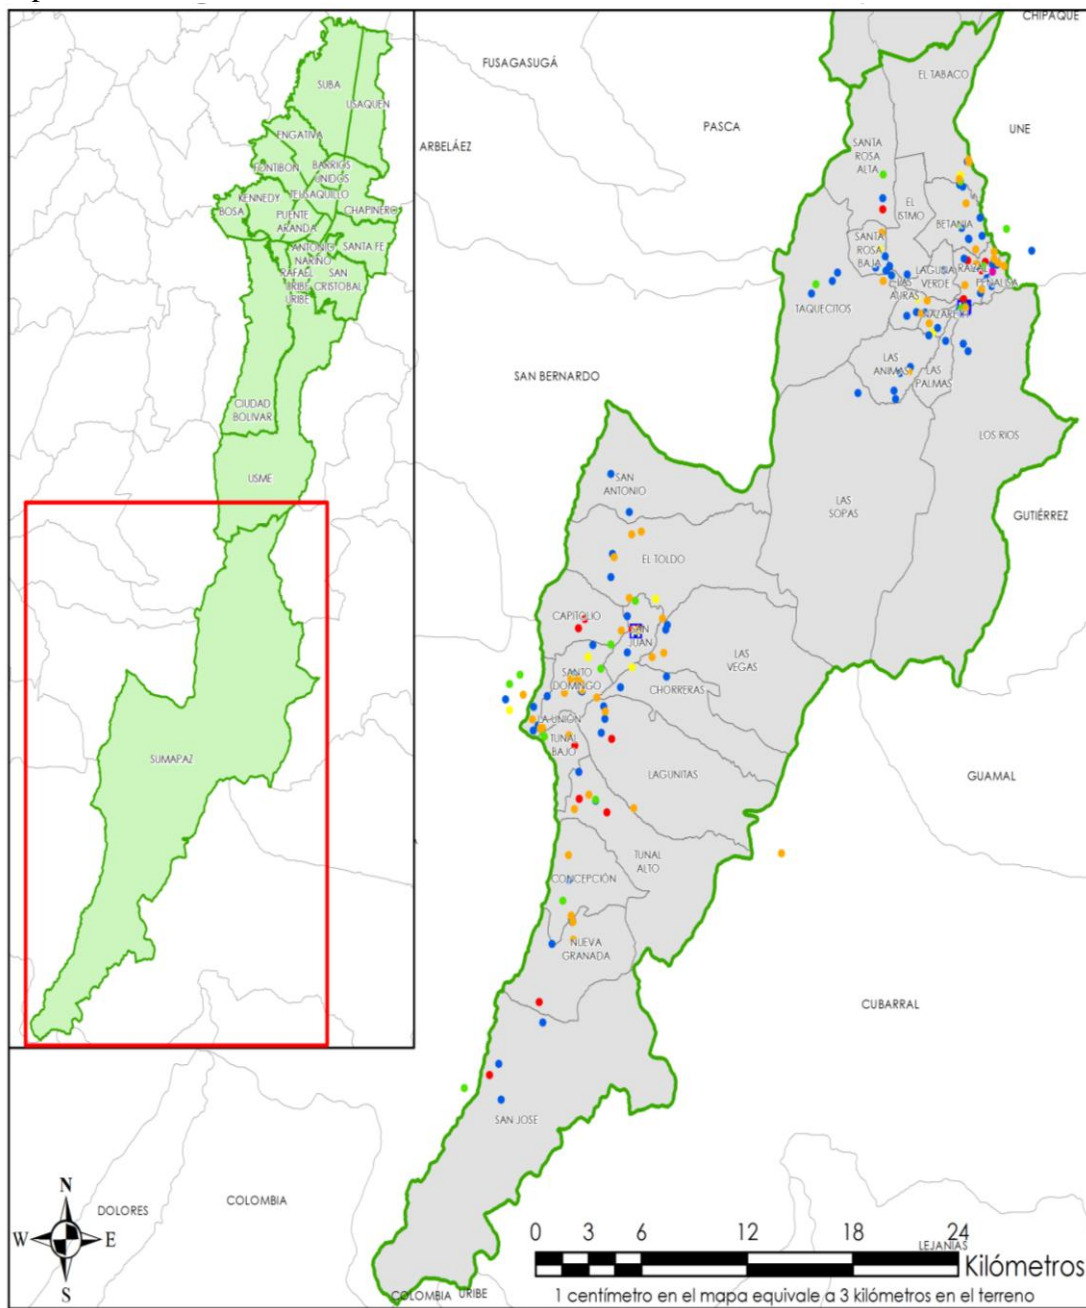 CHIPAQUE
FUSAGASUGÁ
EL TABACO
SUBA
USAQUEN
PASCA
UNE
ENGATIVA
ARBELÁEZ
SANTA
ROSA
ALTA
FONTIBON
BARRIOS
UNIDOS
TEUSAQUILLO
KENNEDY
BOSA
CHAPINERO
PUENTE
ARANDA
EL
ISTMO
BETANIA
ANTONIO
NARIÑO
SANTA FE
SANTA
ROSA
BAJA
RAFAEL
URIBE
URIBE
SAN
CRISTOBAL
LAGUNA
VERDE
RAIZAL
PEÑALISA
LAS
AURAS
TAQUECITOS
NAZARETH
LAS
ANIMAS
LAS
PALMAS
SAN BERNARDO
CIUDAD
BOLIVAR
LOS RIOS
USME
SAN
ANTONIO
LAS
SOPAS
GUTIÉRREZ
EL TOLDO
CAPITOLIO
SAN
JUAN
LAS
VEGAS
SANTO
DOMINGO
CHORRERAS
LA UNIÓN
TUNAL
BAJO
SUMAPAZ
LAGUNITAS
GUAMAL
TUNAL
ALTO
CONCEPCIÓN
NUEVA
GRANADA
CUBARRAL
SAN JOSE
N
W E
S
DOLORES
COLOMBIA
0 3 6 12 18 24
LEJANÍAS
Kilómetros
COLOMBIA
URIBE
1 centímetro en el mapa equivale a 3 kilómetros en el terreno